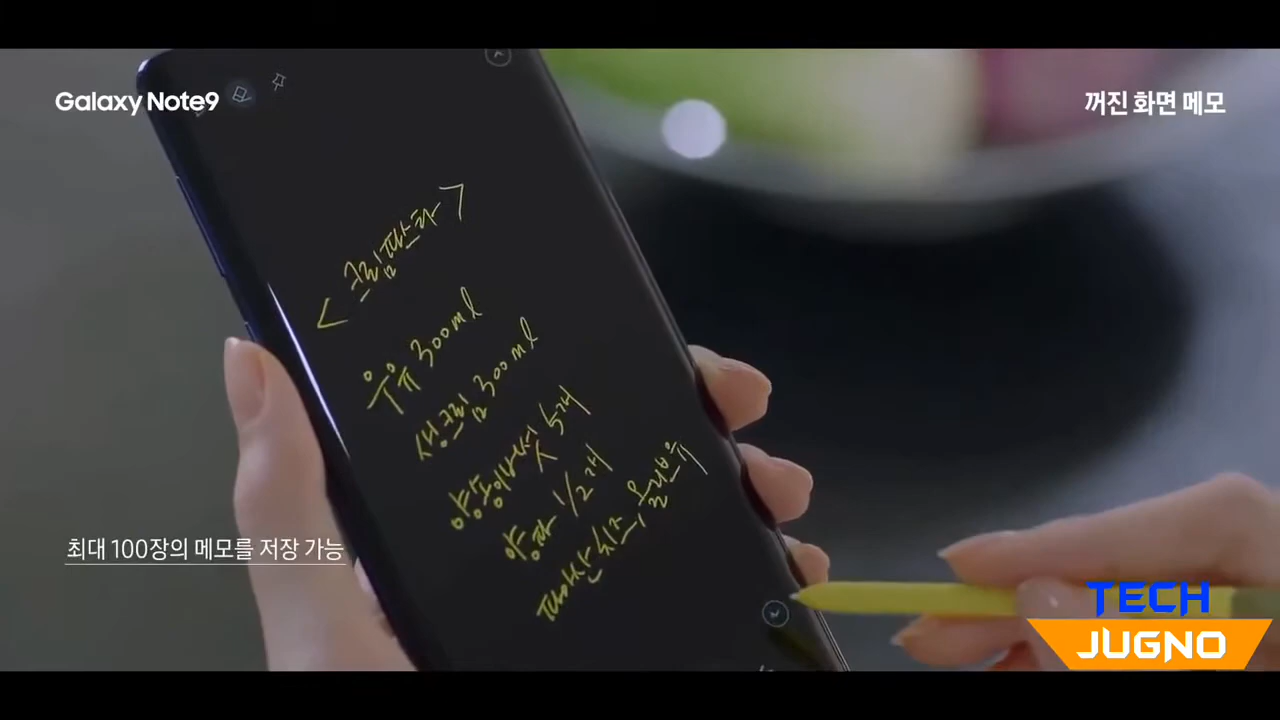 Galaxy Note9
꺼진 화면 메모
<크림파스타>
우유 300ml
생크림 300ml
양송이버섯 5개
양파 1/2개
파마산 치즈, 올리브유
최대 100장의 메모를 저장 가능
TECH
JUGNO